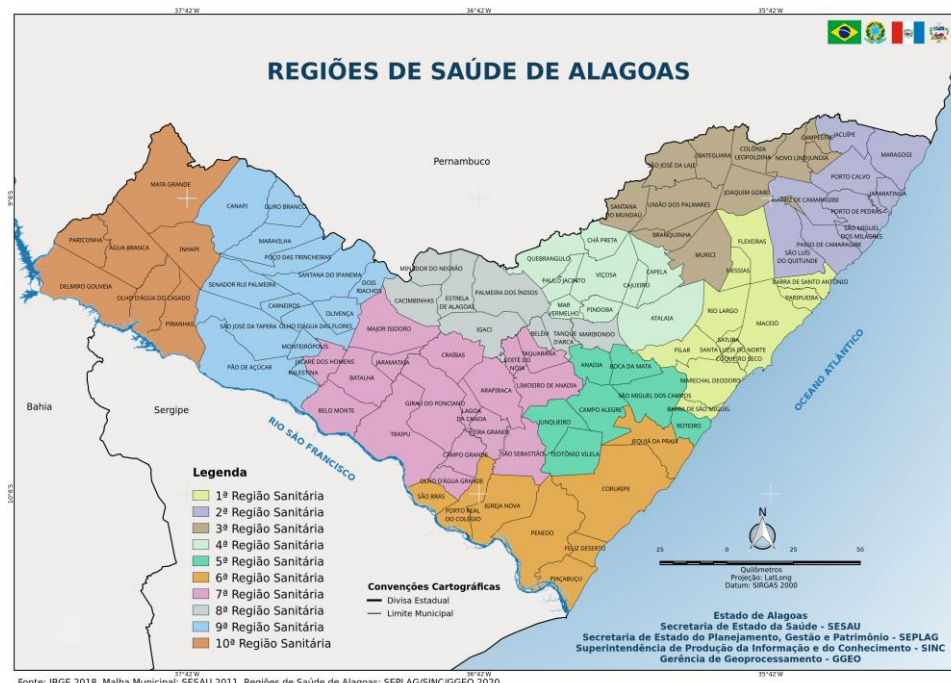 37°42'W 36°42'W 35°42'W
REGIÕES DE SAÚDE DE ALAGOAS
Pernambuco
9°6'S 9°6'S
MATA GRANDE
CANAPI
OURO BRANCO
PARICONHA
ÁGUA BRANCA
INHAPI
MARAVILHA
POÇO DAS TRINCHEIRAS
SANTANA DO IPANEMA
DELMIRO GOUVEIA
OLHO D'ÁGUA DO CASADO
PIRANHAS
SENADOR RUI PALMEIRA
DOIS
RIACHOS
CARNEIROS
OLIVENÇA
SÃO JOSÉ DA TAPERA
OLHO D'ÁGUA DAS FLORES
MONTEIRÓPOLIS
JACARÉ DOS HOMENS
PALESTINA
PÃO DE AÇÚCAR
MINADOR DO NEGRÃO
CACIMBINHAS
ESTRELA
DE ALAGOAS
PALMEIRA DOS ÍNDIOS
IGACI
BELÉM
TANQUE
D'ARCA
MARIBONDO
MAJOR ISIDORO
JARAMATAIA
CRAÍBAS
BATALHA
BELO MONTE
TAQUARANA
COITÉ DO
NÓIA
LIMOEIRO DE ANADIA
ARAPIRACA
GIRAU DO PONCIANO
LAGOA
DA CANOA
FEIRA GRANDE
TRAIPU
CAMPO GRANDE
SÃO SEBASTIÃO
OLHO D'ÁGUA GRANDE
QUEBRANGULO
CHÃ PRETA
PAULO JACINTO
VIÇOSA
CAJUEIRO
CAPELA
MAR
VERMELHO
PINDOBA
ATALAIA
SÃO JOSÉ DA LAJE
IBATEGUARA
COLÔNIA
LEOPOLDINA
NOVO LINO
CAMPESTRE
JUNDIÁ
SANTANA
DO MUNDAÚ
UNIÃO DOS PALMARES
JOAQUIM GOMES
BRANQUINHA
MURICI
JACUÍPE
MARAGOGI
PORTO CALVO
JAPARATINGA
MATRIZ DE CAMARAGIBE
PORTO DE PEDRAS
SÃO MIGUEL
DOS MILAGRES
PASSO DE CAMARAGIBE
SÃO LUÍS
DO QUITUNDE
FLEXEIRAS
MESSIAS
BARRA DE SANTO ANTÔNIO
PARIPUEIRA
RIO LARGO
MACEIÓ
SATUBA
SANTA LUZIA DO NORTE
COQUEIRO SECO
PILAR
MARECHAL DEODORO
BARRA DE SÃO MIGUEL
ANADIA
BOCA DA MATA
SÃO MIGUEL DOS CAMPOS
CAMPO ALEGRE
ROTEIRO
JUNQUEIRO
TEOTÔNIO VILELA
JEQUIÁ DA PRAIA
CORURIPE
SÃO BRÁS
PORTO REAL
DO COLÉGIO
IGREJA NOVA
PENEDO
FELIZ DESERTO
PIAÇABUÇU
Bahia
Sergipe
RIO SÃO FRANCISCO
OCEANO ATLÂNTICO
10°6'S 10°6'S
Legenda
1ª Região Sanitária
2ª Região Sanitária
3ª Região Sanitária
4ª Região Sanitária
5ª Região Sanitária
6ª Região Sanitária
7ª Região Sanitária
8ª Região Sanitária
9ª Região Sanitária
10ª Região Sanitária
Convenções Cartográficas
Divisa Estadual
Limite Municipal
N
25 0 25 50
Quilômetros
Projeção: LatLong
Datum: SIRGAS 2000
Estado de Alagoas
Secretaria de Estado da Saúde - SESAU
Secretaria de Estado do Planejamento, Gestão e Patrimônio - SEPLAG
Superintendência de Produção da Informação e do Conhecimento - SINC
Gerência de Geoprocessamento - GGEO
37°42'W 36°42'W 35°42'W
Fonte: IBGE 2018. Malha Municipal; SESAU 2011. Regiões de Saúde de Alagoas; SEPLAG/SINC/GGEO 2020.